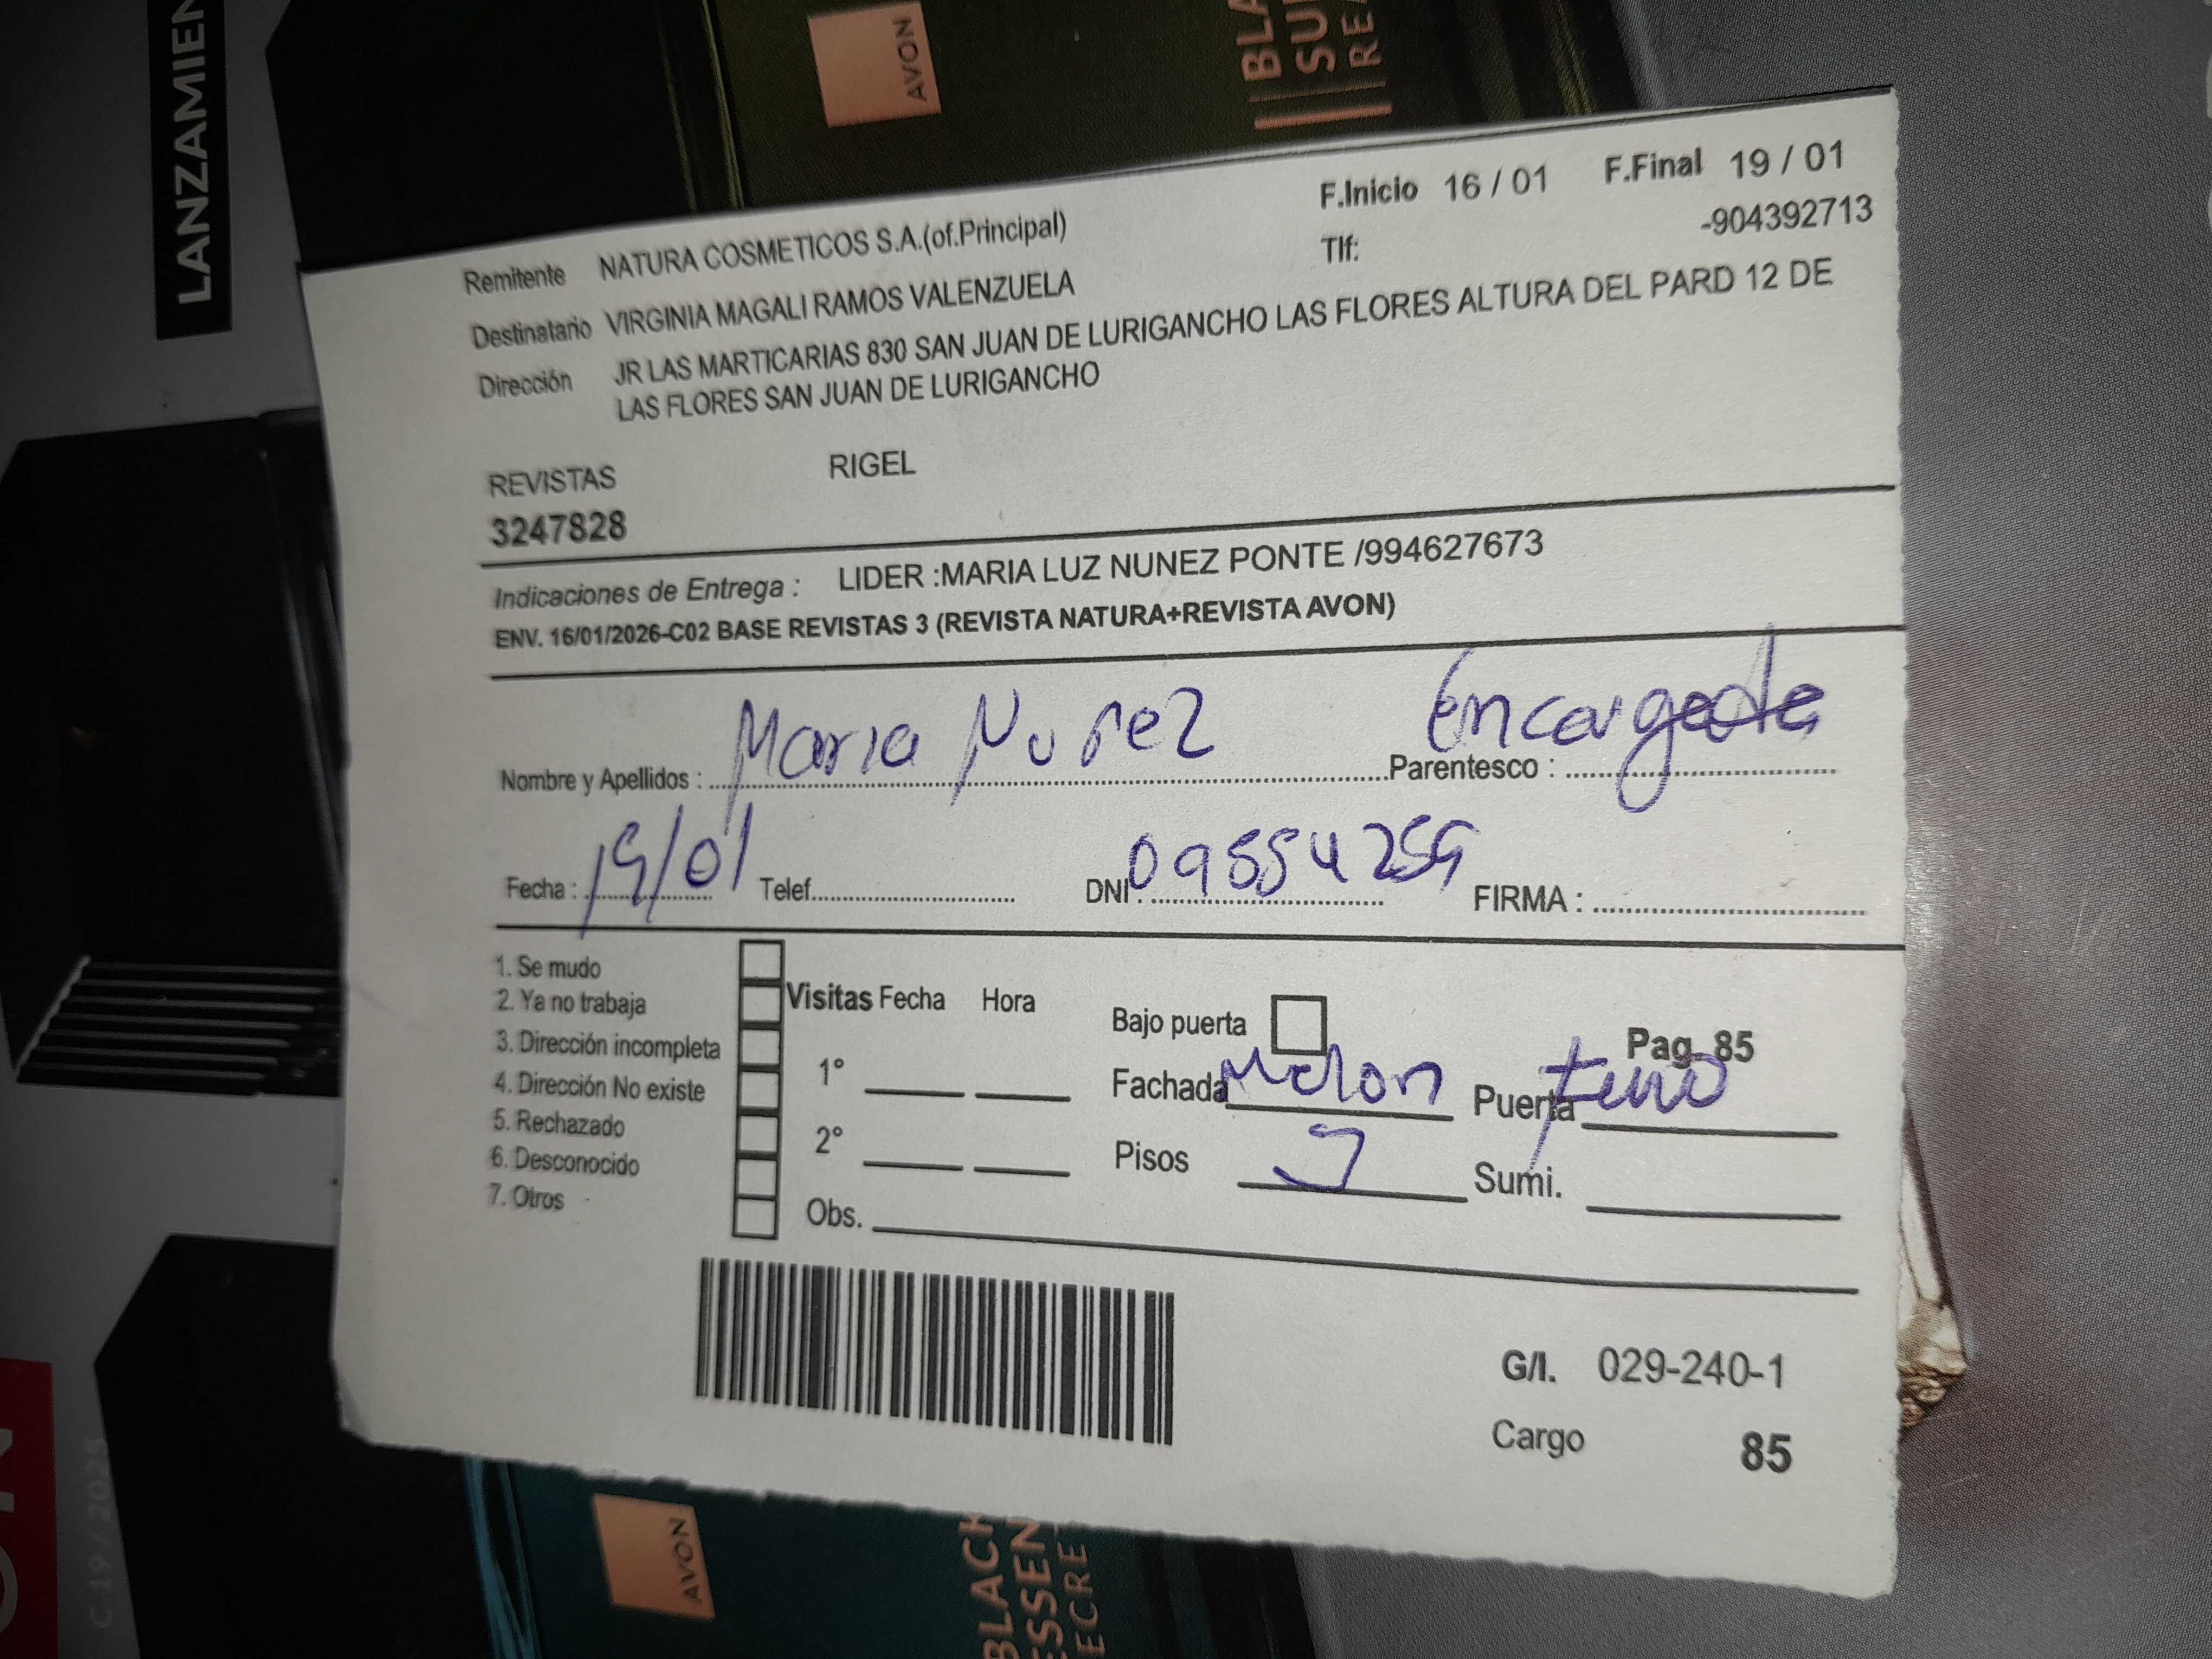 LANZAMIEN
AVON
BLA
SU
RE
F.Inicio 16 / 01 F.Final 19 / 01
Remitente NATURA COSMETICOS S.A.(of.Principal) Tlf: -904392713
Destinatario VIRGINIA MAGALI RAMOS VALENZUELA
Dirección JR LAS MARTICARIAS 830 SAN JUAN DE LURIGANCHO LAS FLORES ALTURA DEL PARD 12 DE
LAS FLORES SAN JUAN DE LURIGANCHO
REVISTAS RIGEL
3247828
Indicaciones de Entrega : LIDER :MARIA LUZ NUNEZ PONTE /994627673
ENV. 16/01/2026-C02 BASE REVISTAS 3 (REVISTA NATURA+REVISTA AVON)
Nombre y Apellidos : Maria Nuñez Parentesco : Encargada
Fecha : 19/01 Telef. DNI: 09554259 FIRMA :
1. Se mudo
2. Ya no trabaja
3. Dirección incompleta
4. Dirección No existe
5. Rechazado
6. Desconocido
7. Otros
Visitas Fecha Hora
1°
2°
Obs.
Bajo puerta Pag 85
Fachada Melon Puerta
Pisos Sumi.
G/I. 029-240-1
Cargo 85
C 19 / 2025
AVON
BLACK
ESSEN
ECRE